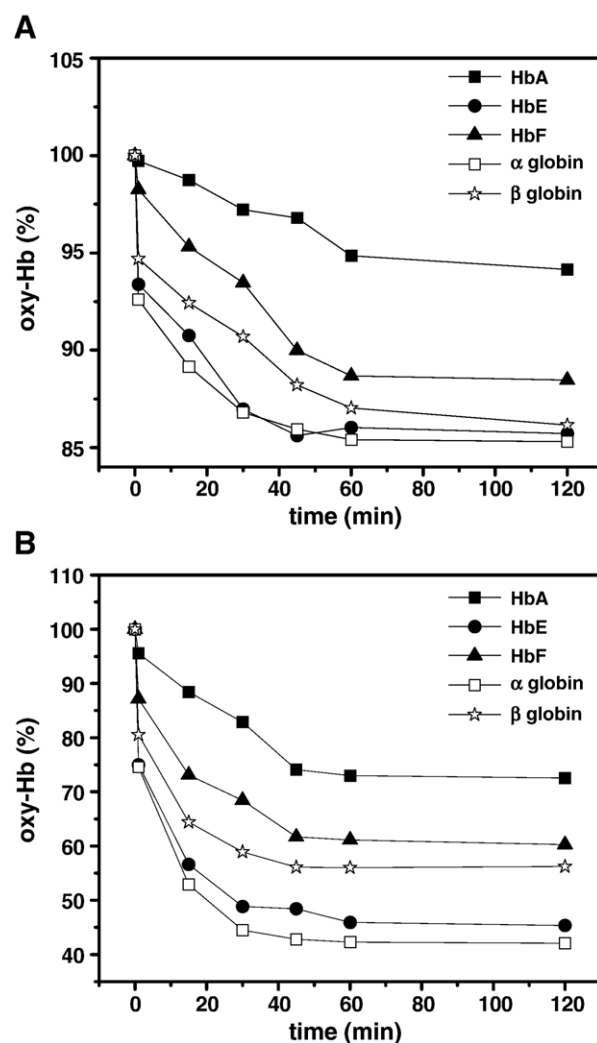 A
105
100
95
90
85
oxy-Hb (%)
HbA
HbE
HbF
α globin
β globin
0 20 40 60 80 100 120
time (min)
B
110
100
90
80
70
60
50
40
oxy-Hb (%)
HbA
HbE
HbF
α globin
β globin
0 20 40 60 80 100 120
time (min)